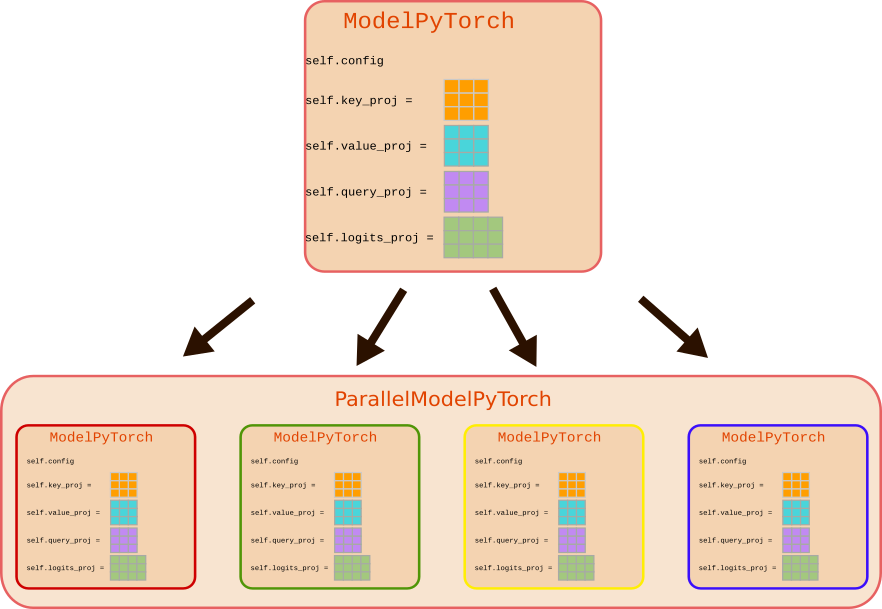 ModelPyTorch
self.config
self.key_proj =
self.value_proj =
self.query_proj =
self.logits_proj =
ParallelModelPyTorch
ModelPyTorch
self.config
self.key_proj =
self.value_proj =
self.query_proj =
self.logits_proj =
ModelPyTorch
self.config
self.key_proj =
self.value_proj =
self.query_proj =
self.logits_proj =
ModelPyTorch
self.config
self.key_proj =
self.value_proj =
self.query_proj =
self.logits_proj =
ModelPyTorch
self.config
self.key_proj =
self.value_proj =
self.query_proj =
self.logits_proj =